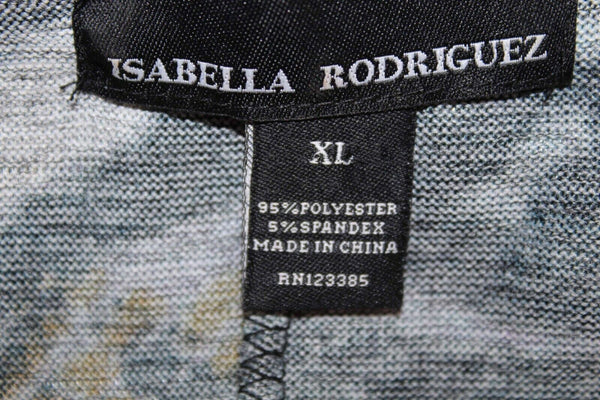 ISABELLA RODRIGUEZ
XL
95%POLYESTER
5%SPANDEX
MADE IN CHINA
RN123385